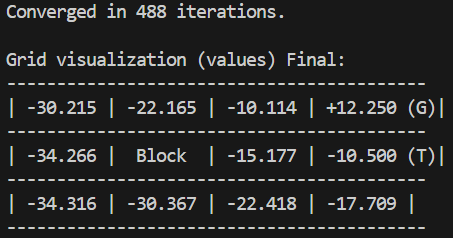 Converged in 488 iterations.
Grid visualization (values) Final:
-------------------------------------------
| -30.215 | -22.165 | -10.114 | +12.250 (G)|
-------------------------------------------
| -34.266 |  Block  | -15.177 | -10.500 (T)|
-------------------------------------------
| -34.316 | -30.367 | -22.418 | -17.709 |
-------------------------------------------